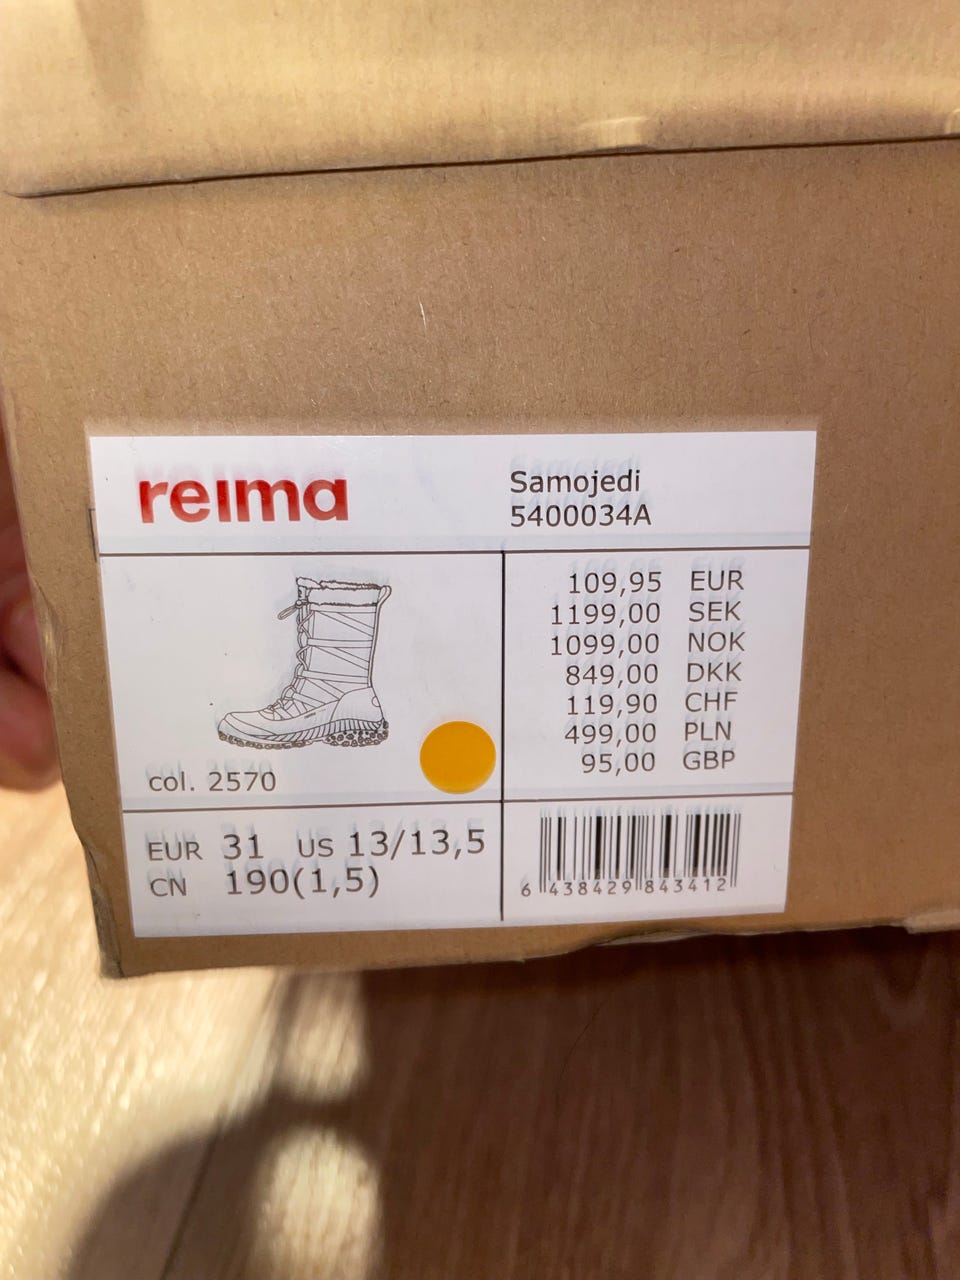 reima
Samojedi
5400034A
109,95 EUR
1199,00 SEK
1099,00 NOK
849,00 DKK
119,90 CHF
499,00 PLN
95,00 GBP
col. 2570
EUR 31 US 13/13,5
CN 190(1,5)
6 438429 843412